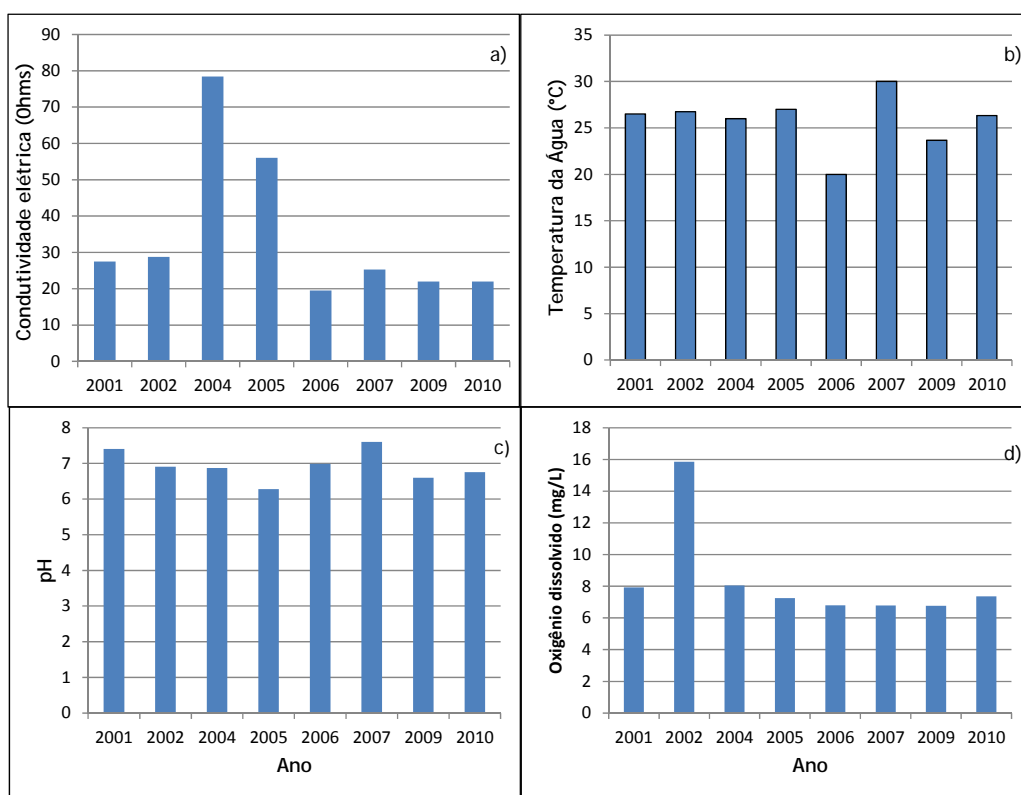 a)
Condutividade elétrica (Ohms)
90
80
70
60
50
40
30
20
10
0
2001 2002 2004 2005 2006 2007 2009 2010
b)
Temperatura da Água (°C)
35
30
25
20
15
10
5
0
2001 2002 2004 2005 2006 2007 2009 2010
c)
pH
8
7
6
5
4
3
2
1
0
2001 2002 2004 2005 2006 2007 2009 2010
Ano
d)
Oxigênio dissolvido (mg/L)
18
16
14
12
10
8
6
4
2
0
2001 2002 2004 2005 2006 2007 2009 2010
Ano